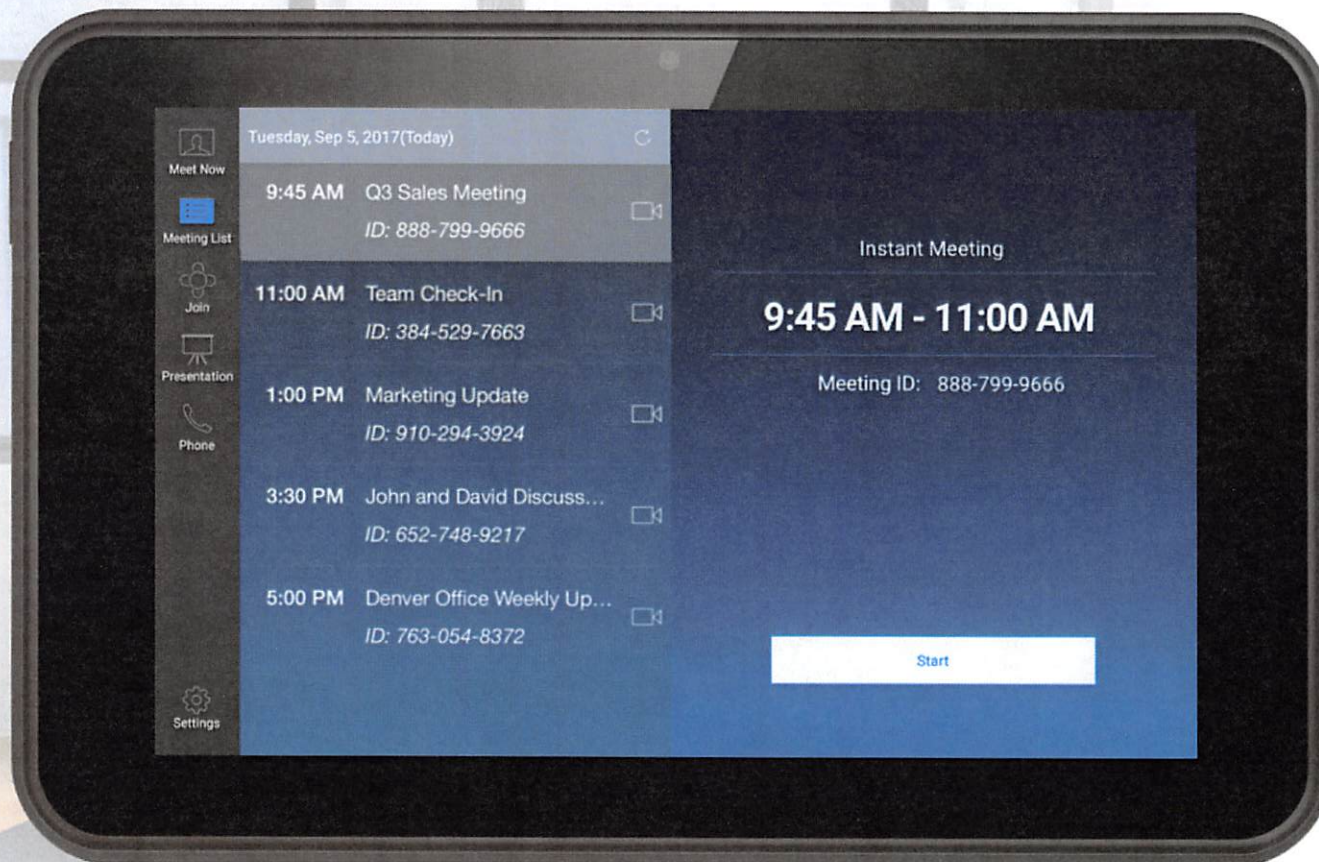 Tuesday, Sep 5, 2017(Today)
Meet Now
Meeting List
Join
Presentation
Phone
Settings
9:45 AM Q3 Sales Meeting
ID: 888-799-9666
11:00 AM Team Check-In
ID: 384-529-7663
1:00 PM Marketing Update
ID: 910-294-3924
3:30 PM John and David Discuss...
ID: 652-748-9217
5:00 PM Denver Office Weekly Up...
ID: 763-054-8372
Instant Meeting
9:45 AM - 11:00 AM
Meeting ID: 888-799-9666
Start